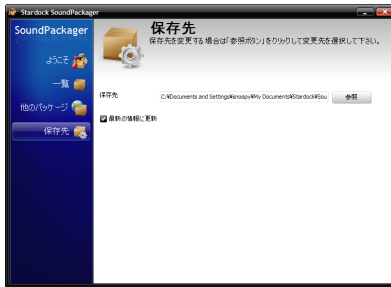 Stardock SoundPackager
SoundPackager
ようこそ
一覧
他のパッケージ
保存先
保存先
保存先を変更する場合は「参照ボタン」をクリックして変更先を選択して下さい。
保存先
C:¥Documents and Settings¥snoopy¥My Documents¥Stardock¥Sou
参照
最新の情報に更新